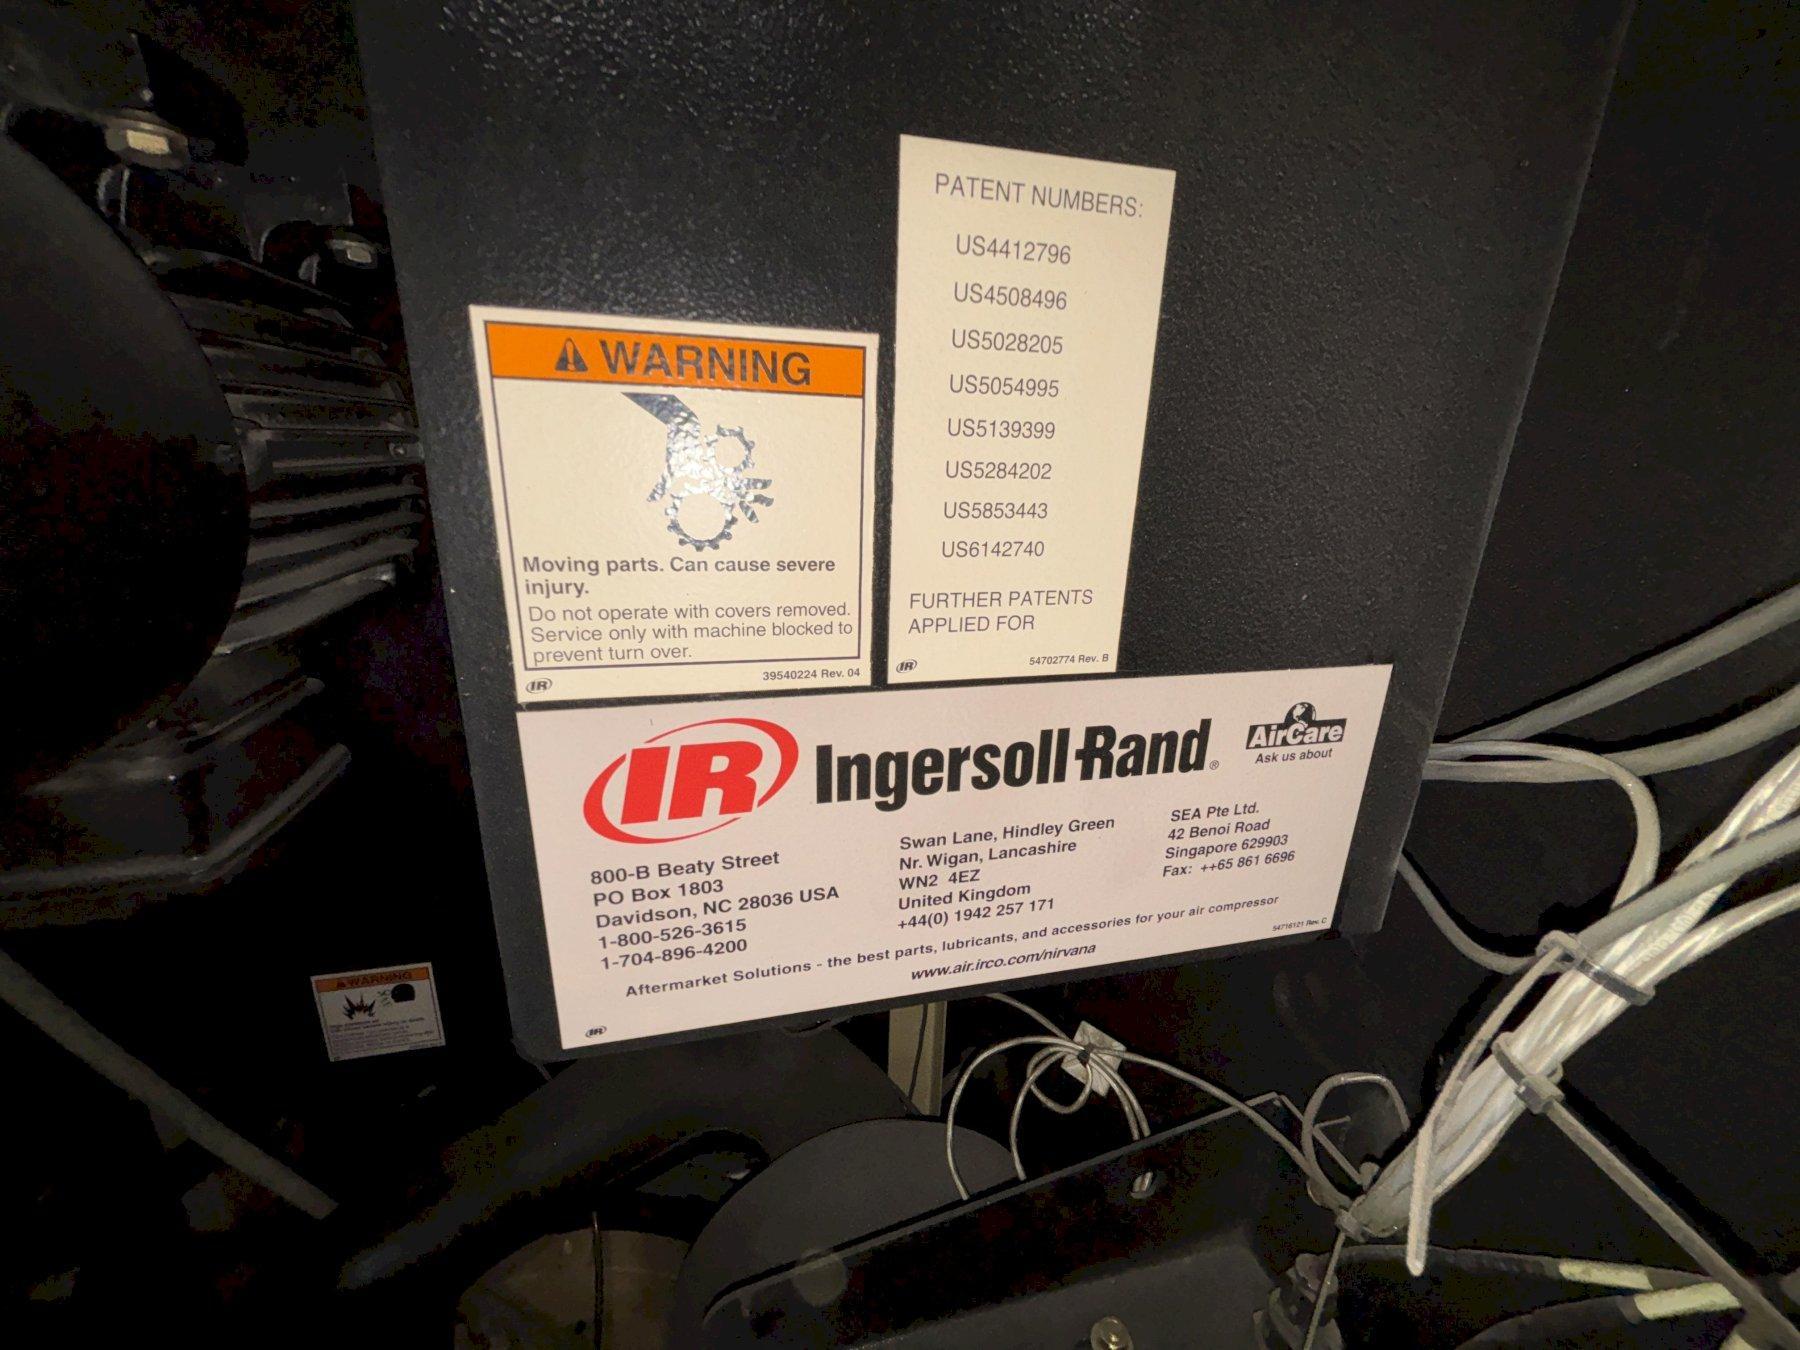 WARNING
Moving parts. Can cause severe
injury.
Do not operate with covers removed.
Service only with machine blocked to
prevent turn over.
IR
39540224 Rev. 04
PATENT NUMBERS:
US4412796
US4508496
US5028205
US5054995
US5139399
US5284202
US5853443
US6142740
FURTHER PATENTS
APPLIED FOR
IR
54702774 Rev. B
IR Ingersoll-Rand®
AirCare
Ask us about
800-B Beaty Street
PO Box 1803
Davidson, NC 28036 USA
1-800-526-3615
1-704-896-4200
Swan Lane, Hindley Green
Nr. Wigan, Lancashire
WN2 4EZ
United Kingdom
+44(0) 1942 257 171
SEA Pte Ltd.
42 Benoi Road
Singapore 629903
Fax: ++65 861 6696
Aftermarket Solutions - the best parts, lubricants, and accessories for your air compressor
www.air.irco.com/nirvana
54716121 Rev. C
IR
WARNING